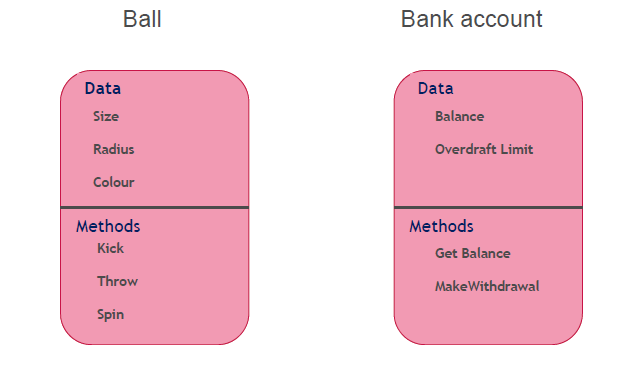 Ball
Data
Size
Radius
Colour
Methods
Kick
Throw
Spin
Bank account
Data
Balance
Overdraft Limit
Methods
Get Balance
MakeWithdrawal